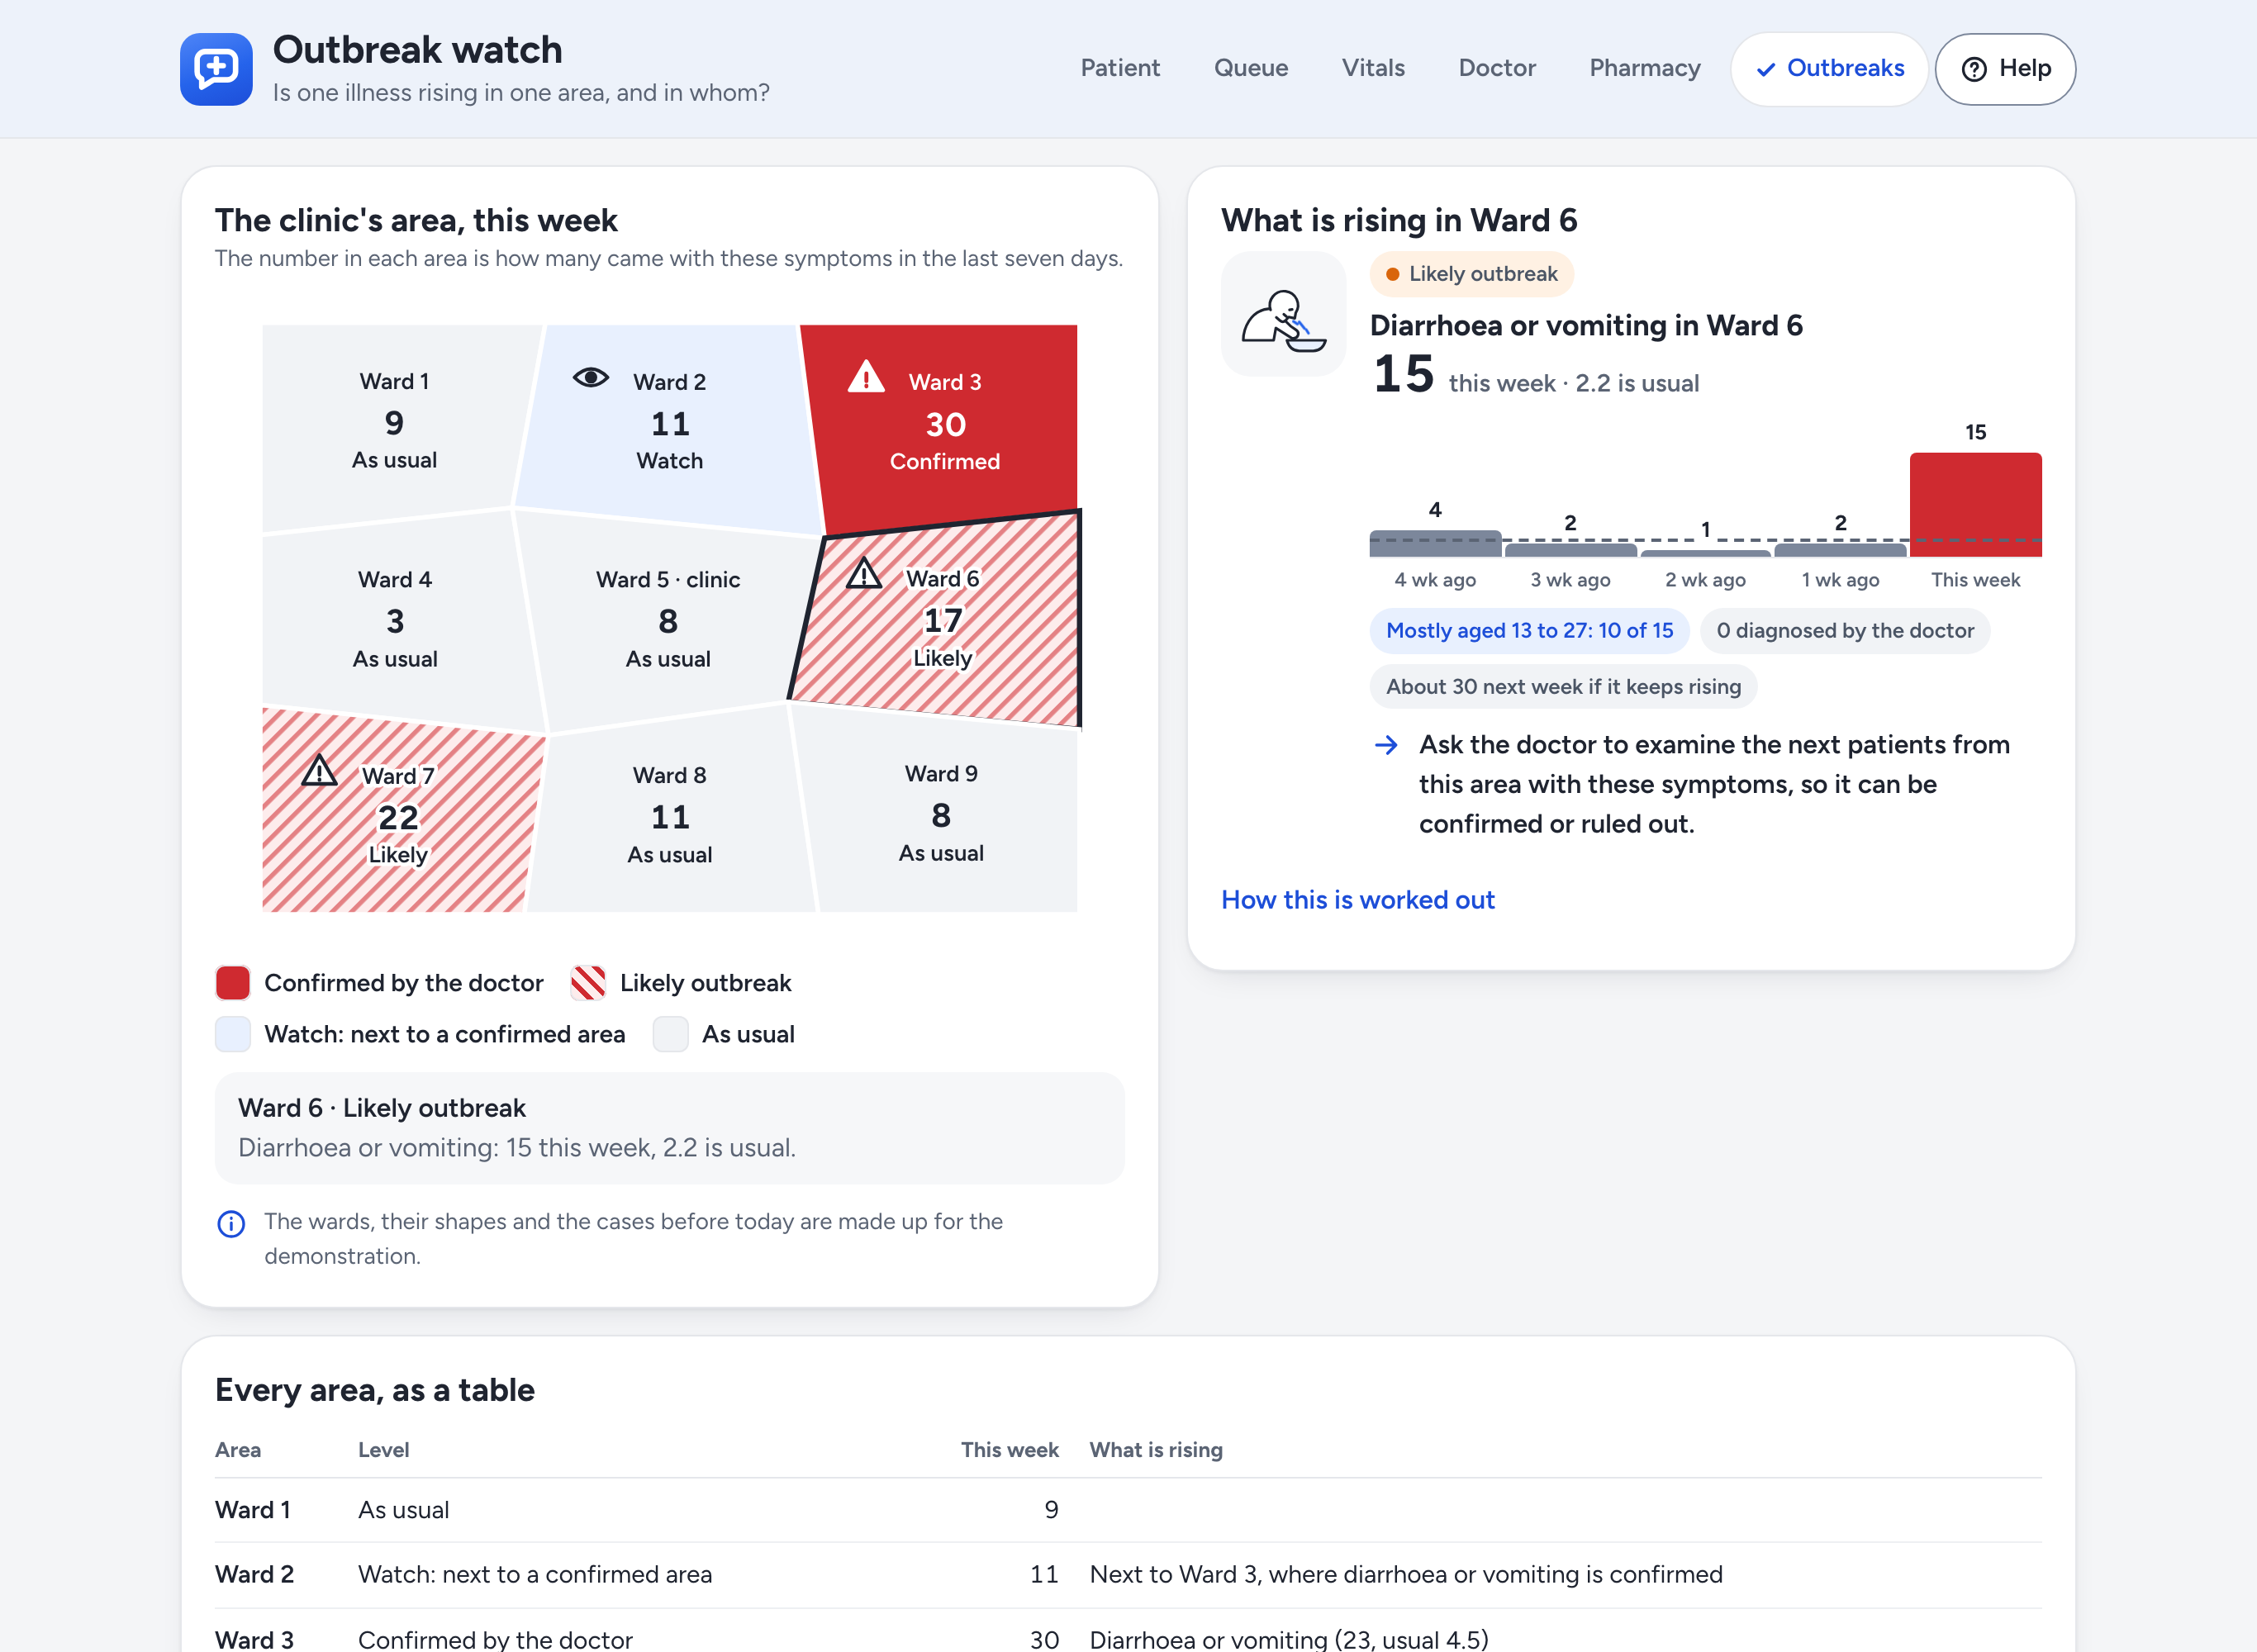 Outbreak watch
Is one illness rising in one area, and in whom?
Patient
Queue
Vitals
Doctor
Pharmacy
Outbreaks
Help
The clinic's area, this week
The number in each area is how many came with these symptoms in the last seven days.
Ward 1
9
As usual
Ward 2
11
Watch
Ward 3
30
Confirmed
Ward 4
3
As usual
Ward 5 · clinic
8
As usual
Ward 6
17
Likely
Ward 7
22
Likely
Ward 8
11
As usual
Ward 9
8
As usual
Confirmed by the doctor
Likely outbreak
Watch: next to a confirmed area
As usual
Ward 6 · Likely outbreak
Diarrhoea or vomiting: 15 this week, 2.2 is usual.
The wards, their shapes and the cases before today are made up for the
demonstration.
What is rising in Ward 6
Likely outbreak
Diarrhoea or vomiting in Ward 6
15 this week · 2.2 is usual
4
2
1
2
15
4 wk ago
3 wk ago
2 wk ago
1 wk ago
This week
Mostly aged 13 to 27: 10 of 15
0 diagnosed by the doctor
About 30 next week if it keeps rising
Ask the doctor to examine the next patients from
this area with these symptoms, so it can be
confirmed or ruled out.
How this is worked out
Every area, as a table
Area Level This week What is rising
Ward 1 As usual 9
Ward 2 Watch: next to a confirmed area 11 Next to Ward 3, where diarrhoea or vomiting is confirmed
Ward 3 Confirmed by the doctor 30 Diarrhoea or vomiting (23, usual 4.5)